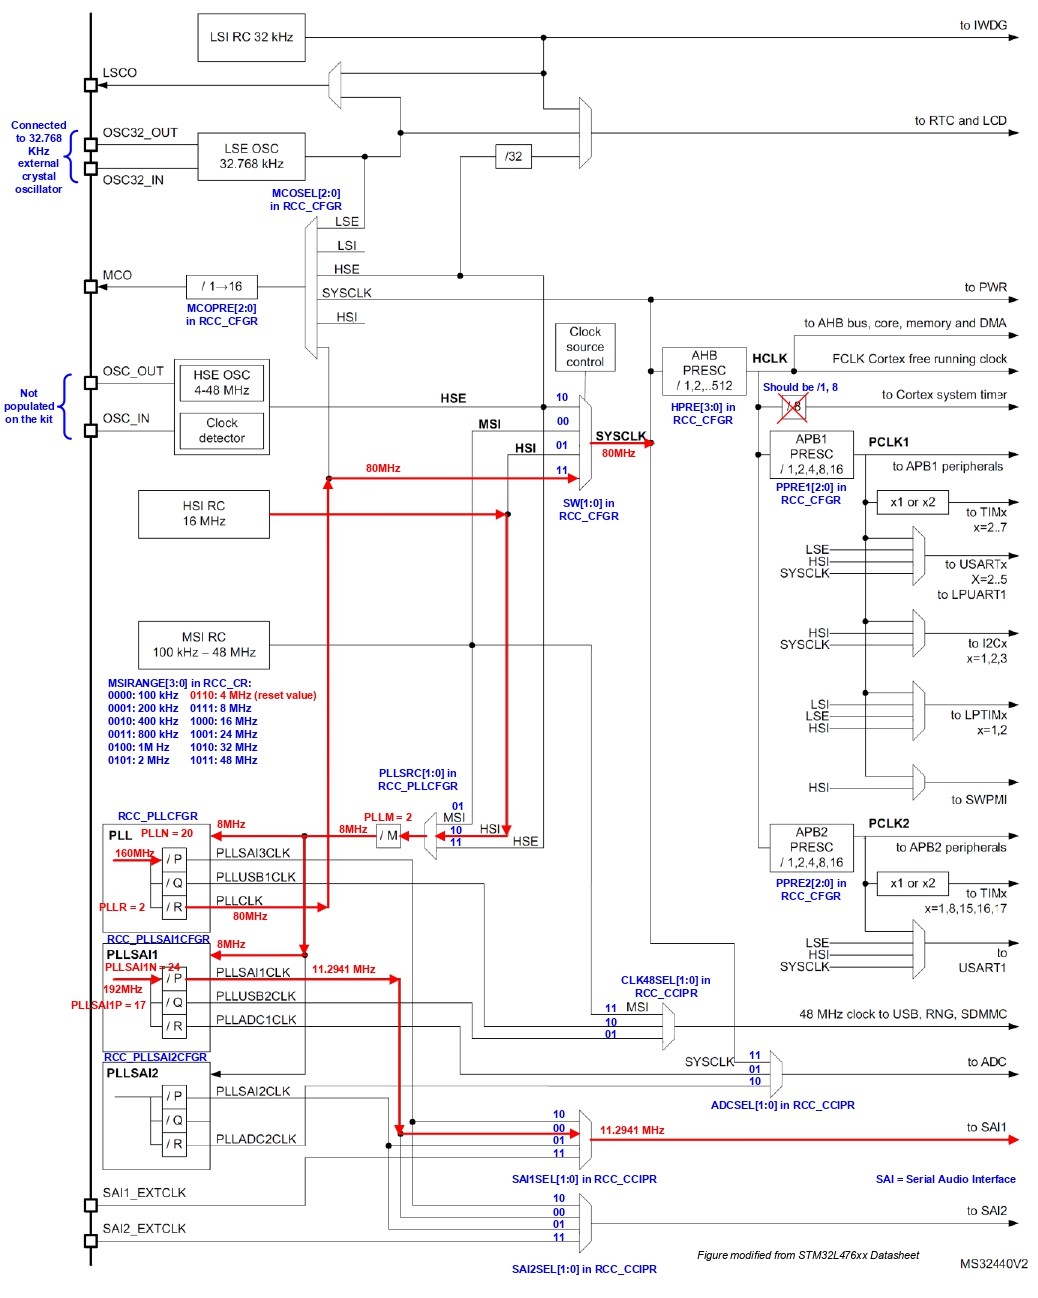 LSI RC 32 kHz
to IWDG
LSCO
Connected
to 32.768
KHz
external
crystal
oscillator
OSC32_OUT
LSE OSC
32.768 kHz
OSC32_IN
/32
to RTC and LCD
MCOSEL[2:0]
in RCC_CFGR
LSE
LSI
HSE
SYSCLK
HSI
MCO
/ 1→16
MCOPRE[2:0]
in RCC_CFGR
to PWR
Clock
source
control
to AHB bus, core, memory and DMA
AHB
PRESC
/ 1,2,..512
HCLK
FCLK Cortex free running clock
HPRE[3:0] in
RCC_CFGR
Should be /1, 8
/ 8
to Cortex system timer
Not
populated
on the kit
OSC_OUT
HSE OSC
4-48 MHz
OSC_IN
Clock
detector
HSE
10
MSI
00
HSI
01
11
SYSCLK
80MHz
80MHz
SW[1:0] in
RCC_CFGR
APB1
PRESC
/ 1,2,4,8,16
PCLK1
to APB1 peripherals
PPRE1[2:0] in
RCC_CFGR
x1 or x2
to TIMx
x=2..7
HSI RC
16 MHz
LSE
HSI
SYSCLK
to USARTx
X=2..5
to LPUART1
HSI
SYSCLK
to I2Cx
x=1,2,3
MSI RC
100 kHz – 48 MHz
MSIRANGE[3:0] in RCC_CR:
0000: 100 kHz 0110: 4 MHz (reset value)
0001: 200 kHz 0111: 8 MHz
0010: 400 kHz 1000: 16 MHz
0011: 800 kHz 1001: 24 MHz
0100: 1M Hz 1010: 32 MHz
0101: 2 MHz 1011: 48 MHz
LSI
LSE
HSI
to LPTIMx
x=1,2
HSI
to SWPMI
PLLSRC[1:0] in
RCC_PLLCFGR
01
MSI
10
HSI
11
HSE
PLLM = 2
/ M
8MHz
8MHz
RCC_PLLCFGR
PLL
PLLN = 20
160MHz
/ P
PLLSAI3CLK
/ Q
PLLUSB1CLK
PLLR = 2
/ R
PLLCLK
80MHz
APB2
PRESC
/ 1,2,4,8,16
PCLK2
to APB2 peripherals
PPRE2[2:0] in
RCC_CFGR
x1 or x2
to TIMx
x=1,8,15,16,17
LSE
HSI
SYSCLK
to
USART1
RCC_PLLSAI1CFGR
PLLSAI1
8MHz
PLLSAI1N = 24
192MHz
PLLSAI1P = 17
/ P
PLLSAI1CLK
11.2941 MHz
/ Q
PLLUSB2CLK
/ R
PLLADC1CLK
CLK48SEL[1:0] in
RCC_CCIPR
11
MSI
10
01
48 MHz clock to USB, RNG, SDMMC
RCC_PLLSAI2CFGR
PLLSAI2
/ P
PLLSAI2CLK
/ Q
/ R
PLLADC2CLK
SYSCLK
11
01
10
to ADC
ADCSEL[1:0] in RCC_CCIPR
10
00
01
11
11.2941 MHz
to SAI1
SAI1SEL[1:0] in RCC_CCIPR
SAI = Serial Audio Interface
SAI1_EXTCLK
SAI2_EXTCLK
10
00
01
11
to SAI2
SAI2SEL[1:0] in RCC_CCIPR
Figure modified from STM32L476xx Datasheet
MS32440V2